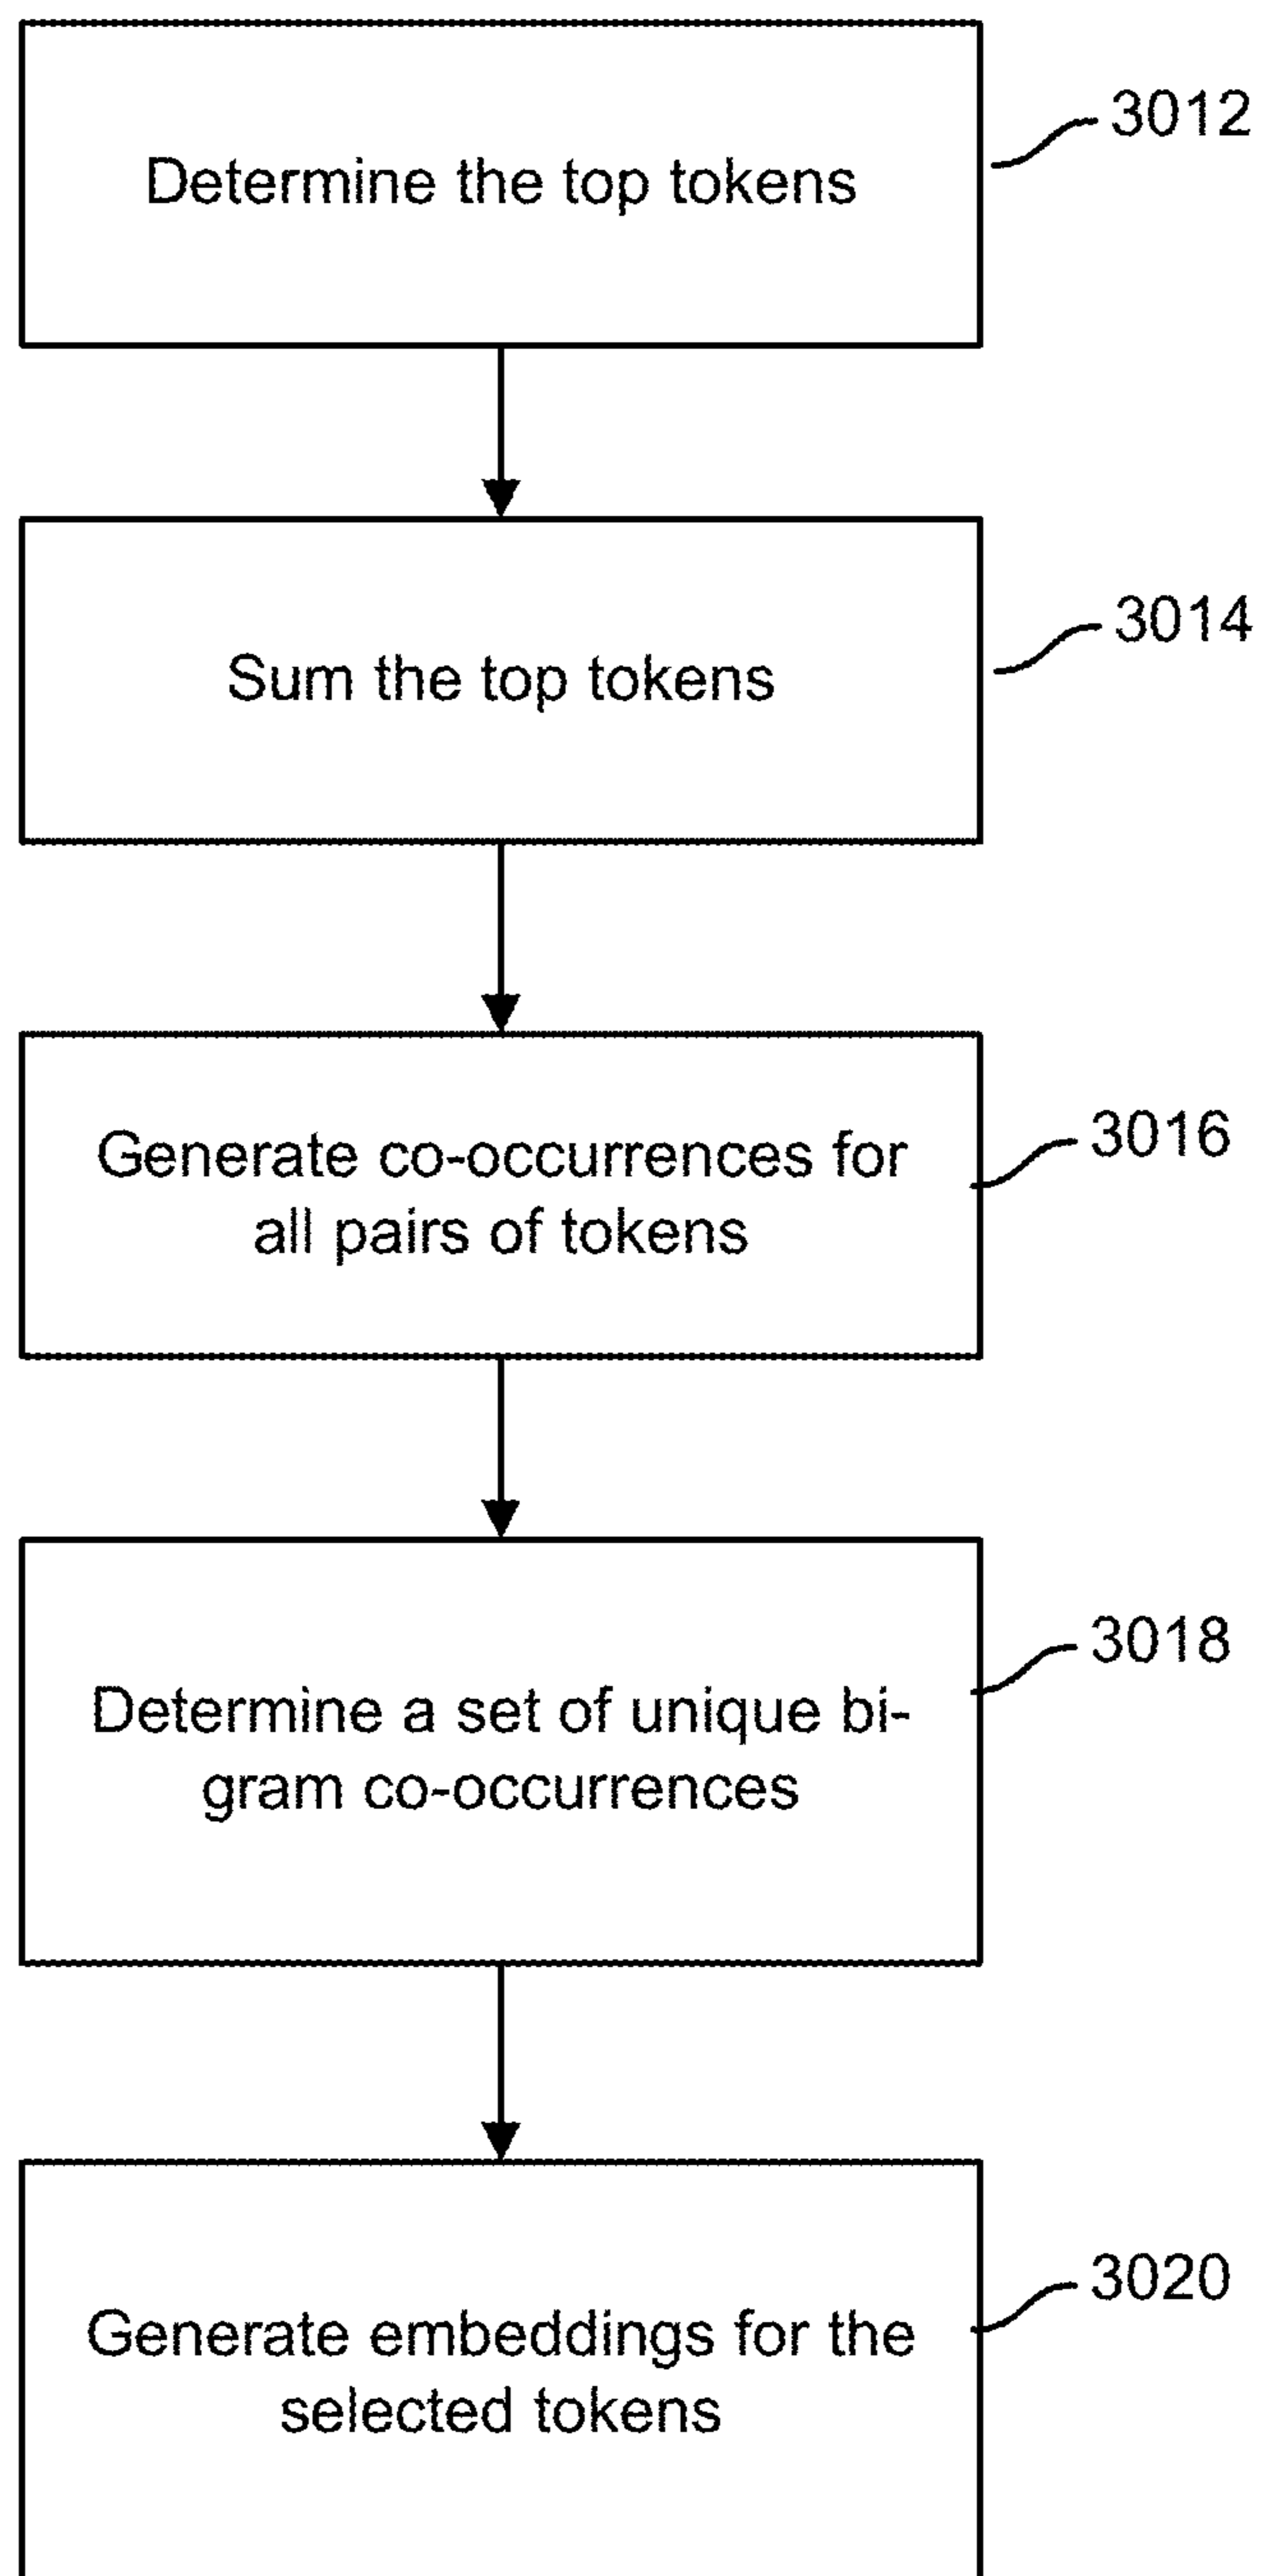 Determine the top tokens
3012
Sum the top tokens
3014
Generate co-occurrences for
all pairs of tokens
3016
Determine a set of unique bi-
gram co-occurrences
3018
Generate embeddings for the
selected tokens
3020